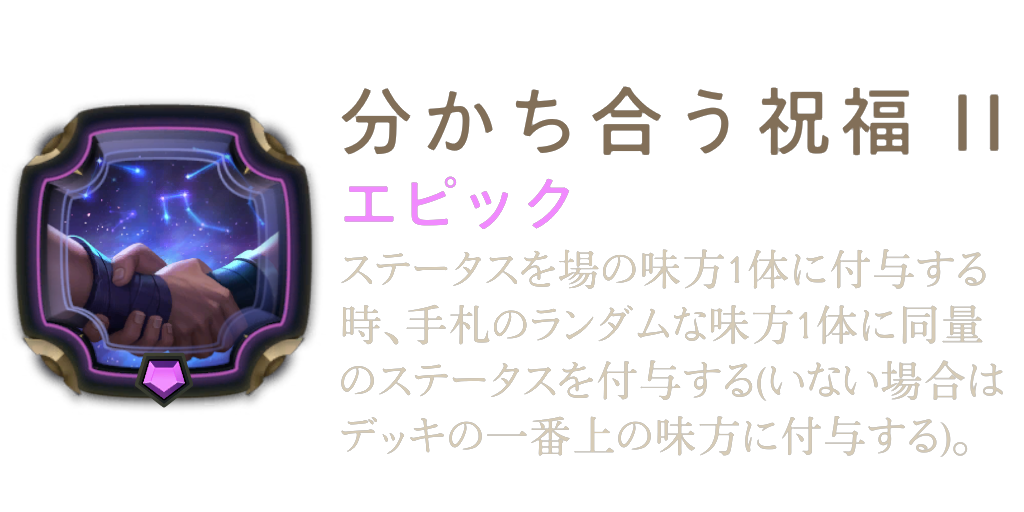 分かち合う祝福 II
エピック
ステータスを場の味方1体に付与する
時、手札のランダムな味方1体に同量
のステータスを付与する(いない場合は
デッキの一番上の味方に付与する)。